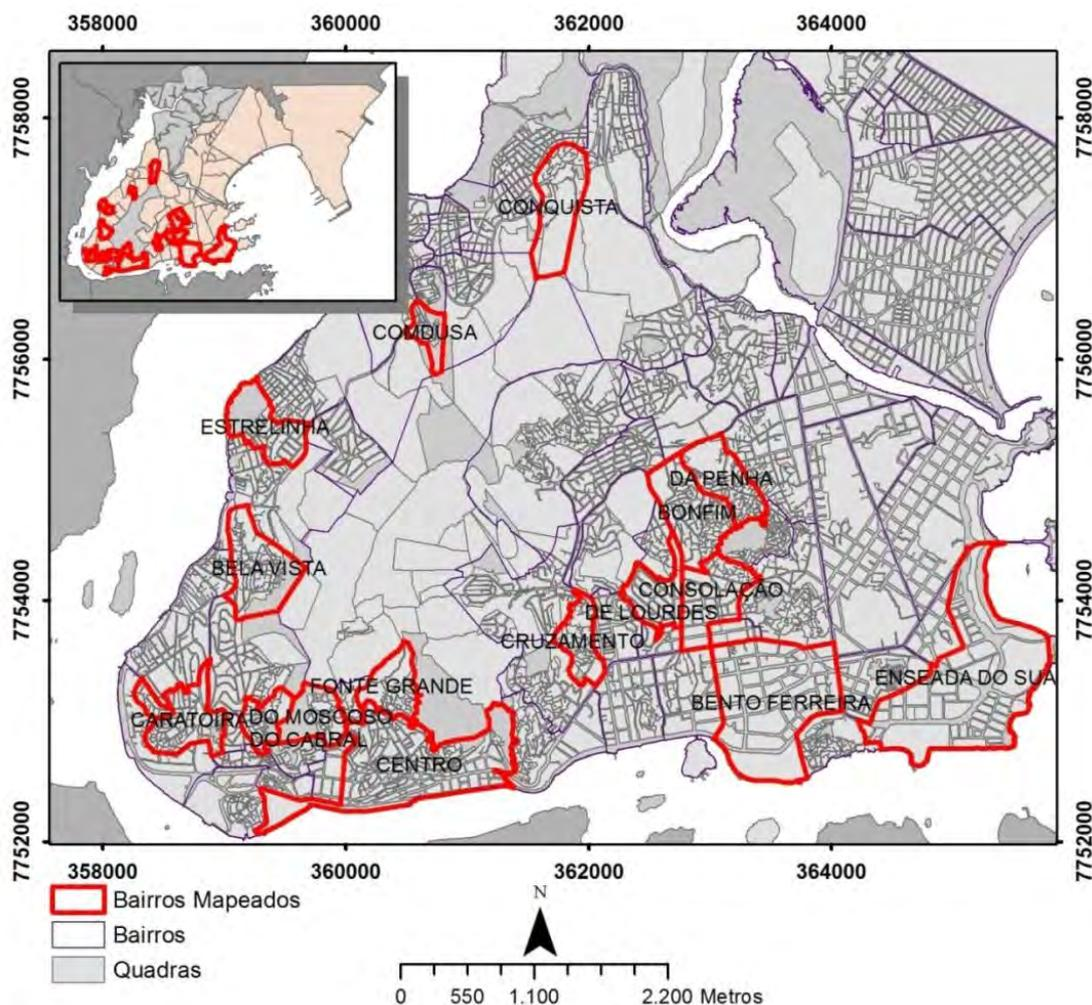 358000 360000 362000 364000
7758000 7758000
CONQUISTA
COMDUSA
7756000 7756000
ESTRELINHA
DA PENHA
BONFIM
BELA VISTA
CONSOLAÇÃO
7754000 7754000
DE LOURDES
CRUZAMENTO
ENSEADA DO SUA
FONTE GRANDE
BENTO FERREIRA
CARATOIRA DO MOSCOSO
DO CABRAL
CENTRO
7752000 7752000
358000 360000 362000 364000
Bairros Mapeados
Bairros
Quadras
N
0 550 1.100 2.200 Metros